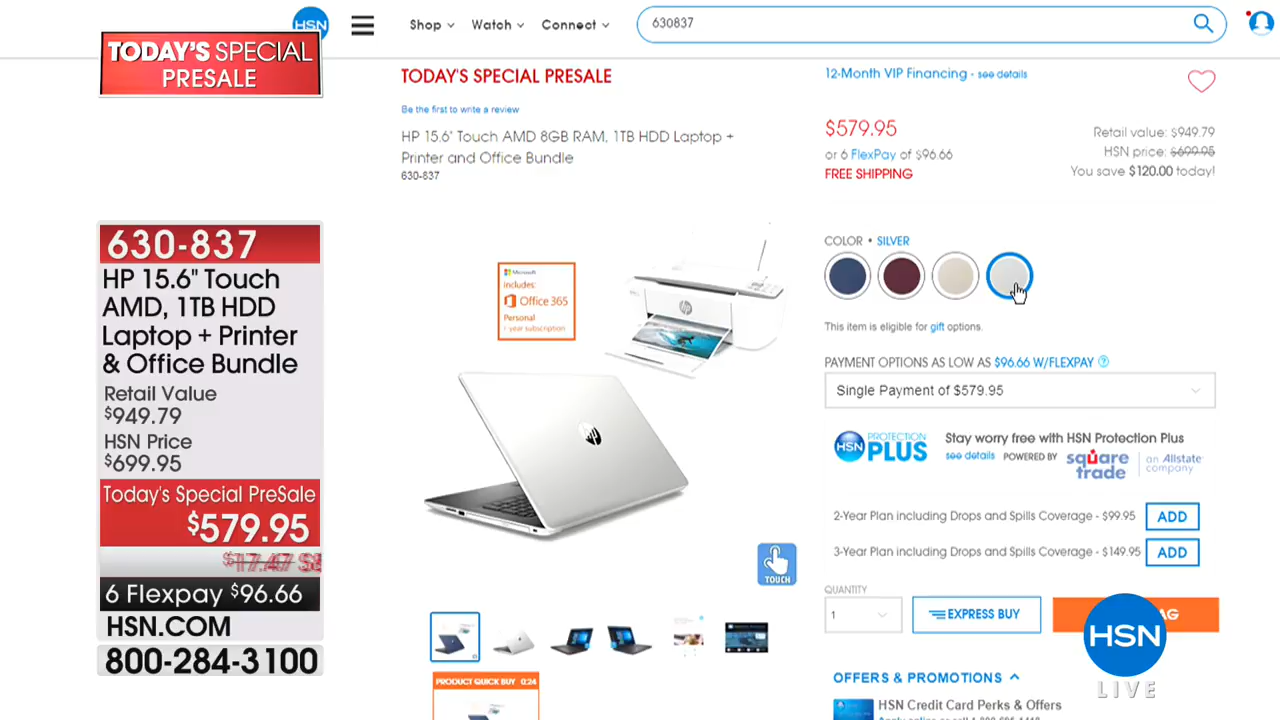 HSN
Shop
Watch
Connect
630837
TODAY'S SPECIAL
PRESALE
TODAY'S SPECIAL PRESALE
Be the first to write a review
HP 15.6" Touch AMD 8GB RAM, 1TB HDD Laptop +
Printer and Office Bundle
630-837
12-Month VIP Financing - see details
$579.95
or 6 FlexPay of $96.66
FREE SHIPPING
Retail value: $949.79
HSN price: $699.95
You save $120.00 today!
COLOR • SILVER
This item is eligible for gift options.
PAYMENT OPTIONS AS LOW AS $96.66 W/FLEXPAY ?
Single Payment of $579.95
HSN PROTECTION
PLUS
Stay worry free with HSN Protection Plus
see details POWERED BY
square
trade
an Allstate
company
2-Year Plan including Drops and Spills Coverage - $99.95 ADD
3-Year Plan including Drops and Spills Coverage - $149.95 ADD
QUANTITY
1
EXPRESS BUY
AG
OFFERS & PROMOTIONS
HSN Credit Card Perks & Offers
630-837
HP 15.6" Touch
AMD, 1TB HDD
Laptop + Printer
& Office Bundle
Retail Value
$949.79
HSN Price
$699.95
Today's Special PreSale
$579.95
6 Flexpay $96.66
HSN.COM
800-284-3100
Microsoft
Includes:
Office 365
Personal
1-year subscription
hp
hp
TOUCH
PRODUCT QUICK BUY 0:24
HSN
LIVE